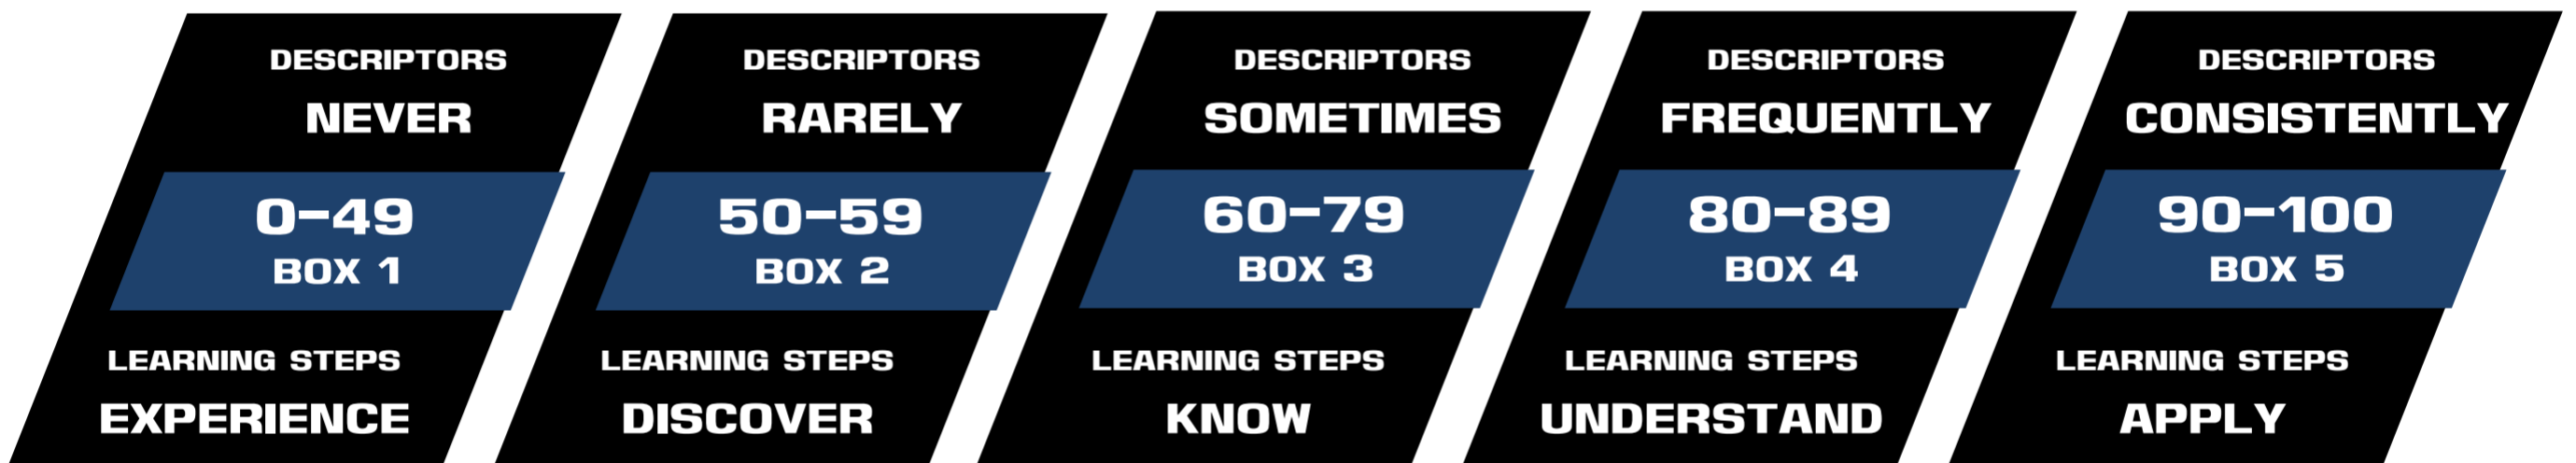 DESCRIPTORS
NEVER
0–49
BOX 1
LEARNING STEPS
EXPERIENCE
DESCRIPTORS
RARELY
50–59
BOX 2
LEARNING STEPS
DISCOVER
DESCRIPTORS
SOMETIMES
60–79
BOX 3
LEARNING STEPS
KNOW
DESCRIPTORS
FREQUENTLY
80–89
BOX 4
LEARNING STEPS
UNDERSTAND
DESCRIPTORS
CONSISTENTLY
90–100
BOX 5
LEARNING STEPS
APPLY